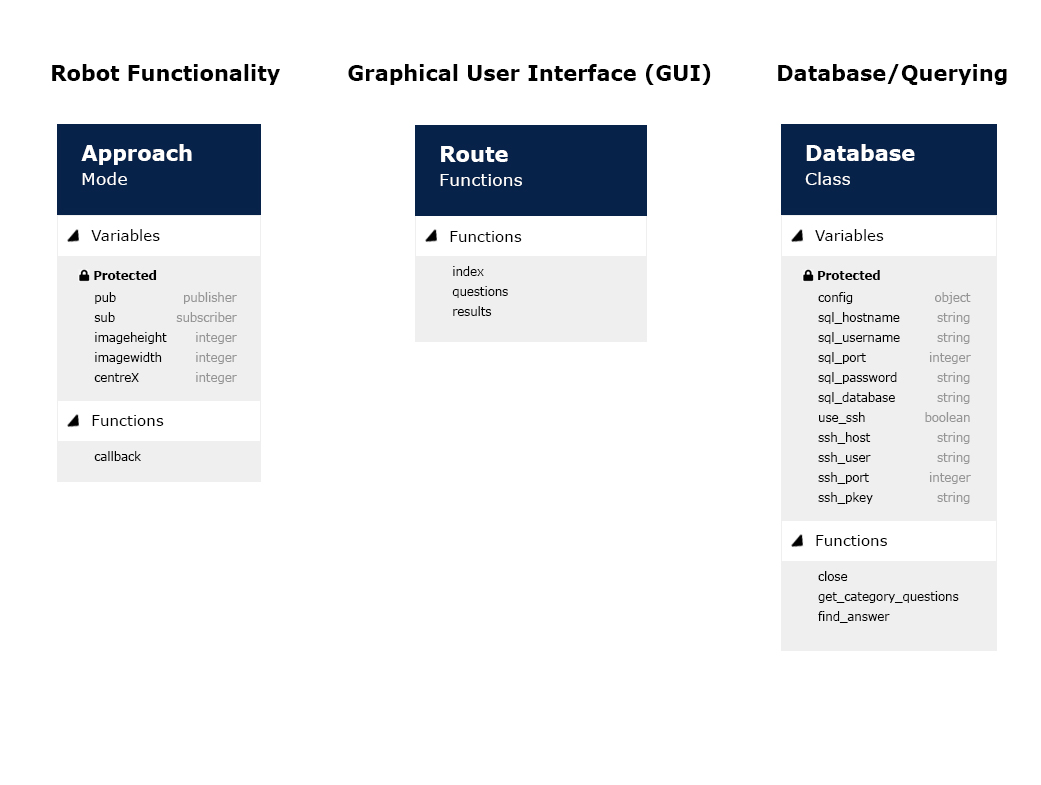 Robot Functionality
Approach
Mode
Variables
Protected
pub publisher
sub subscriber
imageheight integer
imagewidth integer
centreX integer
Functions
callback
Graphical User Interface (GUI)
Route
Functions
Functions
index
questions
results
Database/Querying
Database
Class
Variables
Protected
config object
sql_hostname string
sql_username string
sql_port integer
sql_password string
sql_database string
use_ssh boolean
ssh_host string
ssh_user string
ssh_port integer
ssh_pkey string
Functions
close
get_category_questions
find_answer